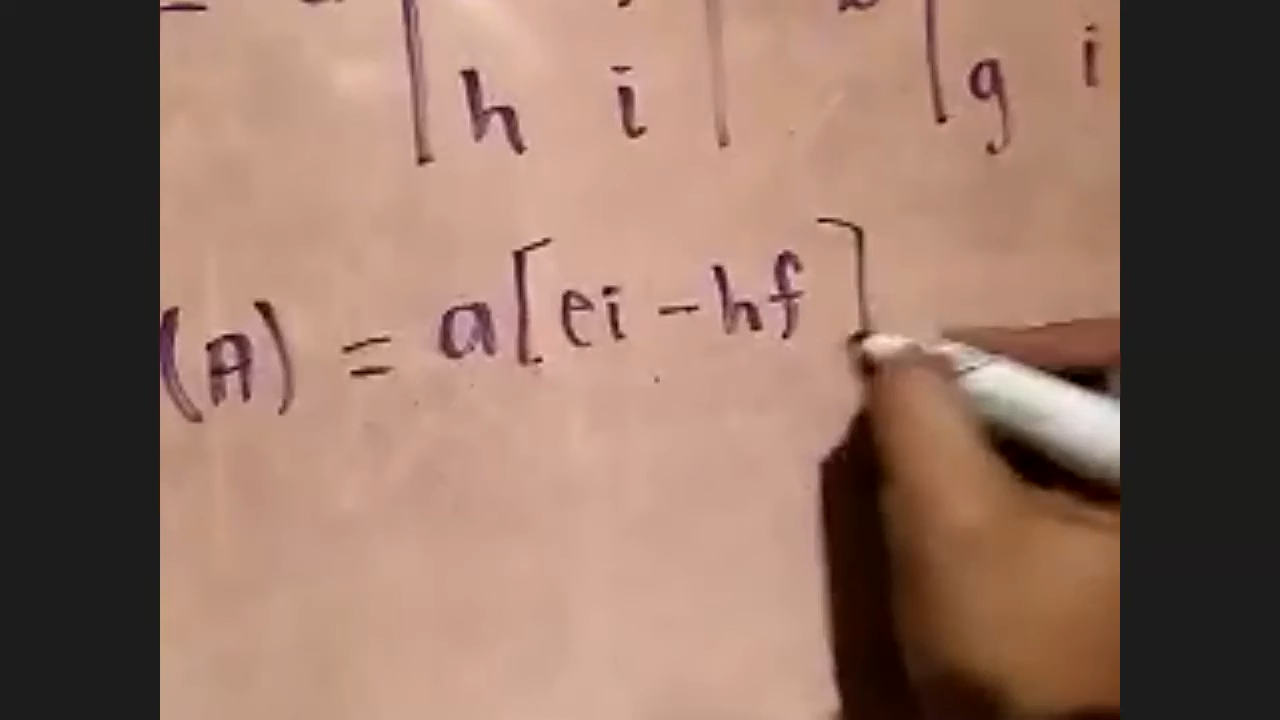 | h i | | g i
(A) = a[ei - hf]